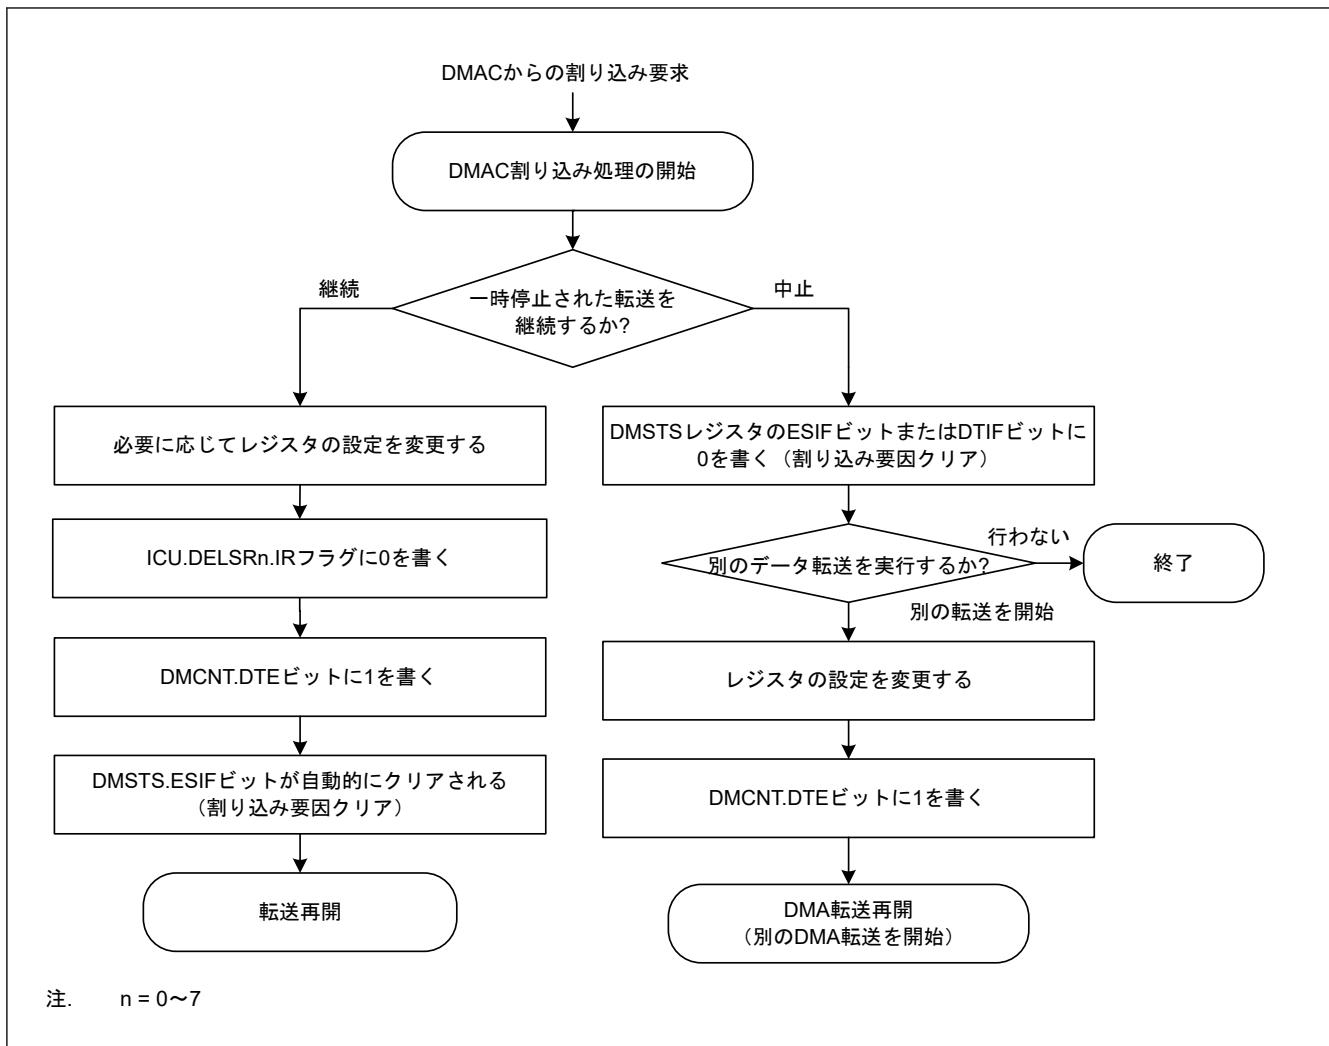 DMACからの割り込み要求
DMAC割り込み処理の開始
一時停止された転送を
継続するか?
継続
中止
必要に応じてレジスタの設定を変更する
ICU.DELSRn.IRフラグに0を書く
DMCNT.DTEビットに1を書く
DMSTS.ESIFビットが自動的にクリアされる
（割り込み要因クリア）
転送再開
DMSTSレジスタのESIFビットまたはDTIFビットに
0を書く（割り込み要因クリア）
別のデータ転送を実行するか?
行わない
終了
別の転送を開始
レジスタの設定を変更する
DMCNT.DTEビットに1を書く
DMA転送再開
（別のDMA転送を開始）
注. n = 0～7